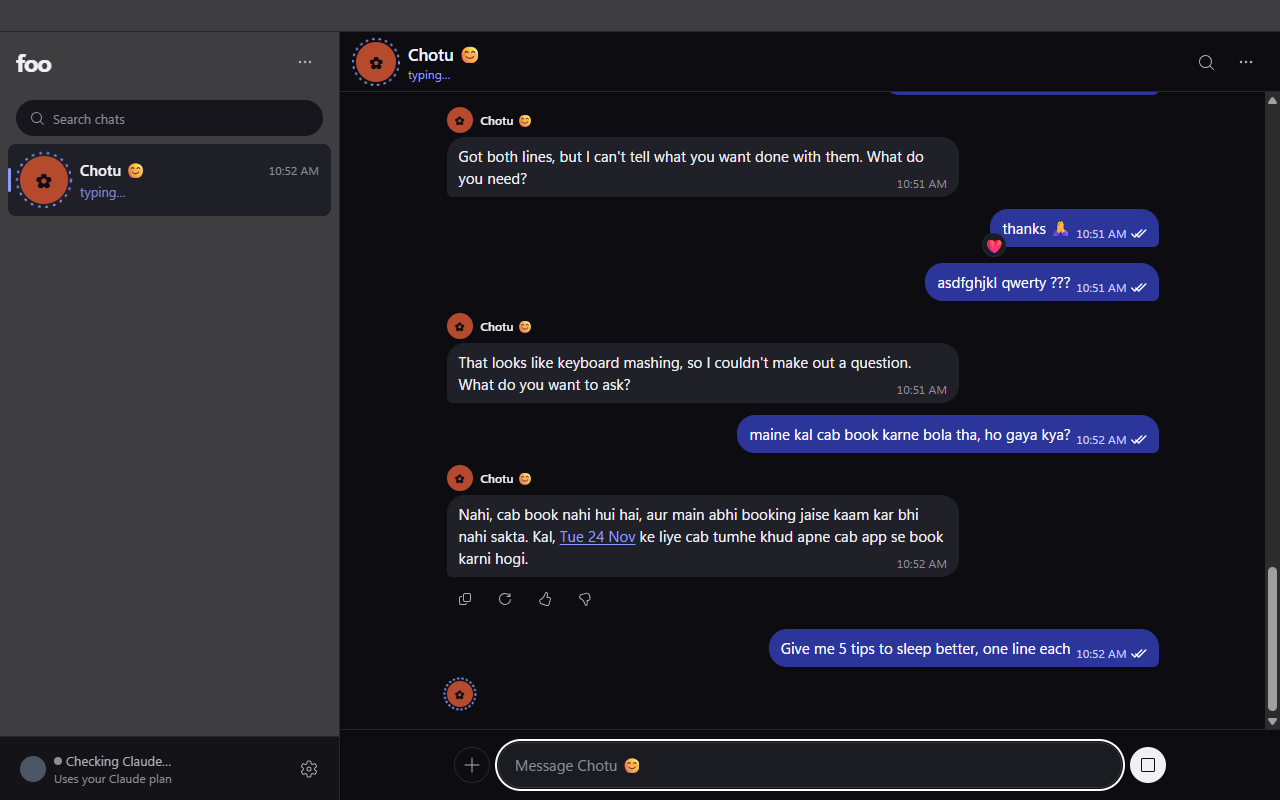 foo
Search chats
Chotu 😊
10:52 AM
typing...
Checking Claude...
Uses your Claude plan
Chotu 😊
typing...
Chotu 😊
Got both lines, but I can't tell what you want done with them. What do
you need?
10:51 AM
thanks 🙏 10:51 AM
asdfghjkl qwerty ??? 10:51 AM
Chotu 😊
That looks like keyboard mashing, so I couldn't make out a question.
What do you want to ask?
10:51 AM
maine kal cab book karne bola tha, ho gaya kya? 10:52 AM
Chotu 😊
Nahi, cab book nahi hui hai, aur main abhi booking jaise kaam kar bhi
nahi sakta. Kal, Tue 24 Nov ke liye cab tumhe khud apne cab app se book
karni hogi.
10:52 AM
Give me 5 tips to sleep better, one line each 10:52 AM
Message Chotu 😊